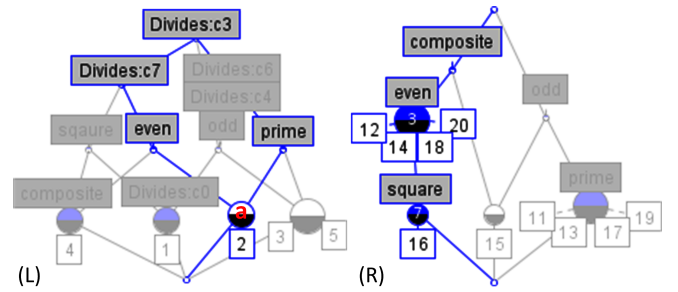 Divides:c3
Divides:c7
Divides:c6
Divides:c4
sqaure
even
odd
prime
composite
Divides:c0
a
4
1
2
3
5
(L)
composite
even
odd
3
12
20
14
18
square
prime
7
11
19
16
15
13
17
(R)